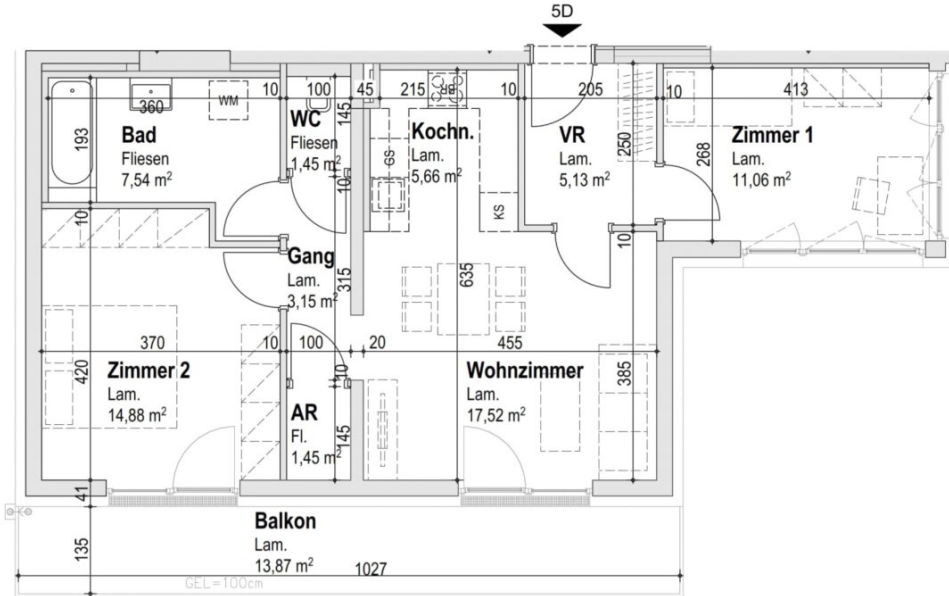 5D
360
10
100
45
215
10
205
10
413
WM
BR
193
Bad
Fliesen
7,54 m²
WC
Fliesen
1,45 m²
145
10
Kochn.
Lam.
5,66 m²
GS
KS
VR
Lam.
5,13 m²
250
268
Zimmer 1
Lam.
11,06 m²
10
10
Gang
Lam.
3,15 m²
315
635
370
10
100
20
455
420
Zimmer 2
Lam.
14,88 m²
10
AR
Fl.
1,45 m²
145
Wohnzimmer
Lam.
17,52 m²
385
41
135
Balkon
Lam.
13,87 m²
1027
GEL=100cm